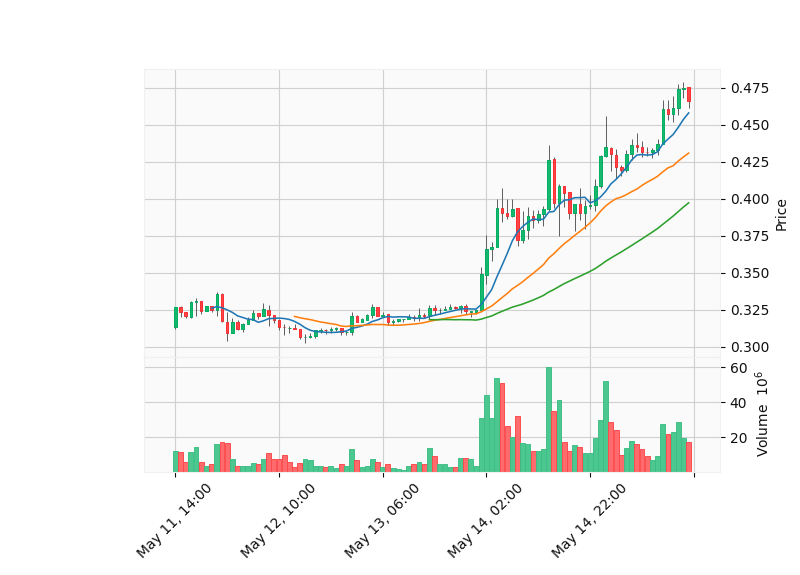 0.475
0.450
0.425
0.400
0.375
0.350
0.325
0.300
Price
60
40
20
Volume 10^6
May 11, 14:00
May 12, 10:00
May 13, 06:00
May 14, 02:00
May 14, 22:00